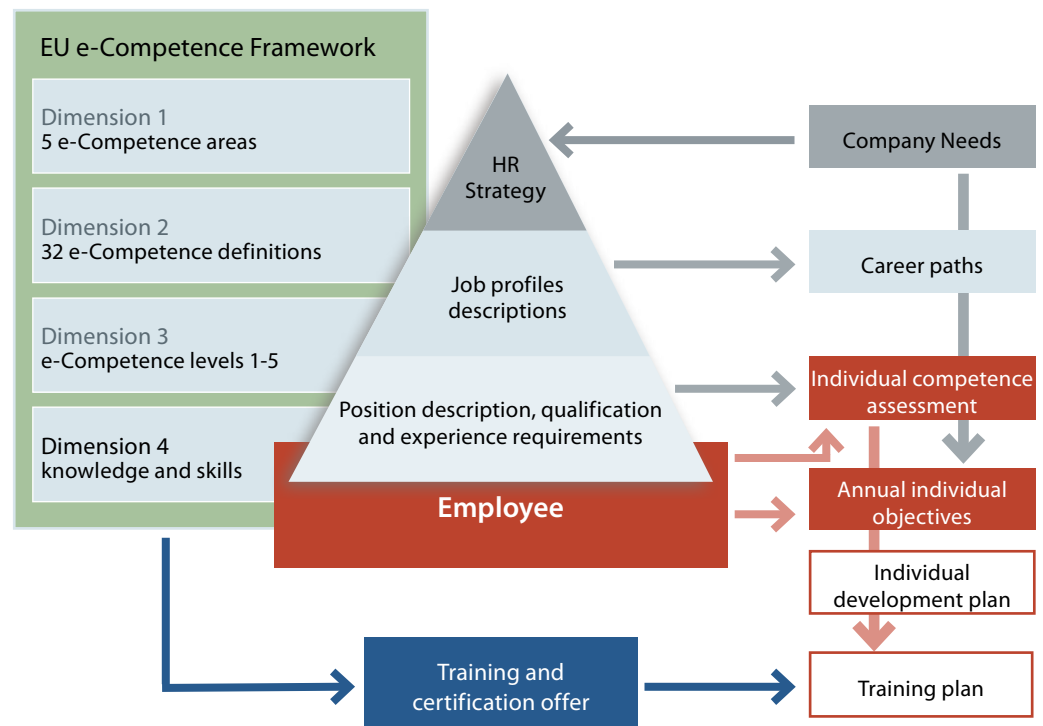 EU e-Competence Framework
Dimension 1
5 e-Competence areas
Dimension 2
32 e-Competence definitions
Dimension 3
e-Competence levels 1-5
Dimension 4
knowledge and skills
HR
Strategy
Job profiles
descriptions
Position description, qualification
and experience requirements
Employee
Company Needs
Career paths
Individual competence
assessment
Annual individual
objectives
Individual
development plan
Training and
certification offer
Training plan